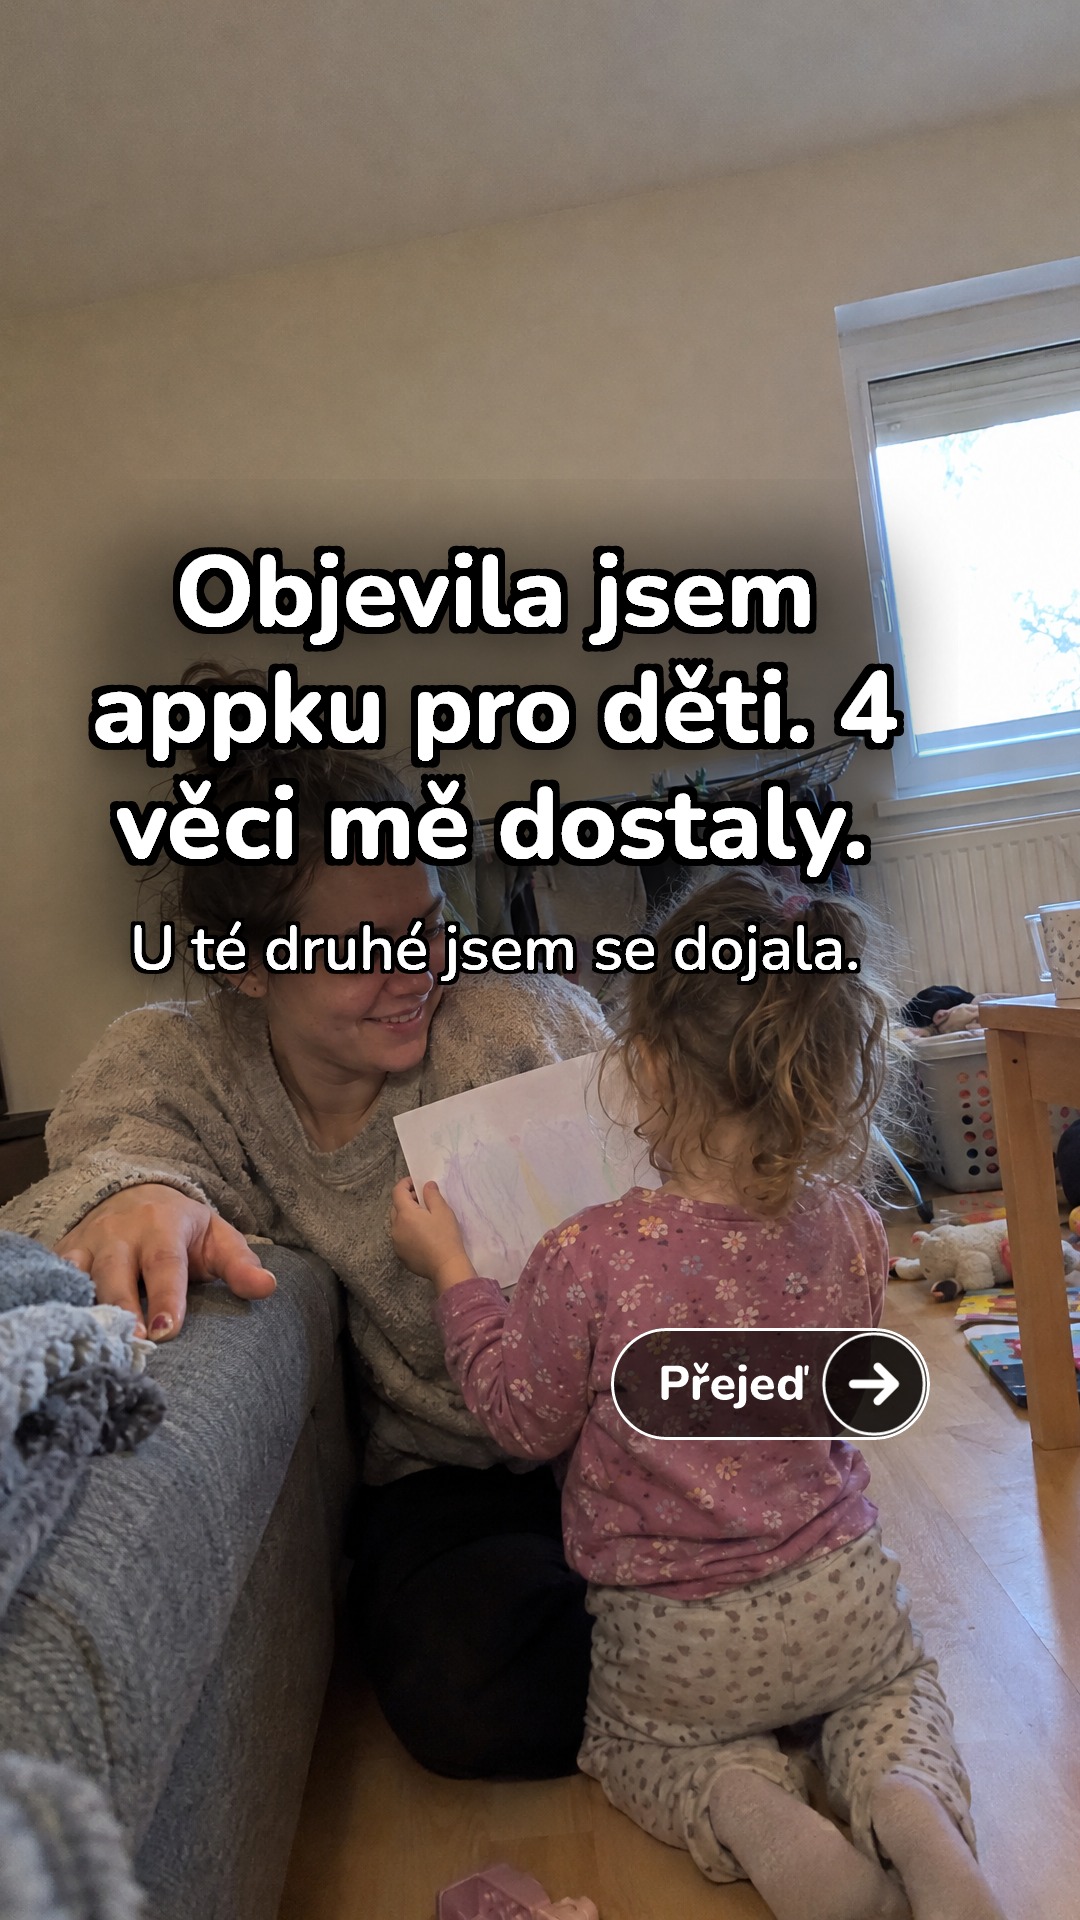 Objevila jsem
appku pro děti. 4
věci mě dostaly.
U té druhé jsem se dojala.
Přejeď